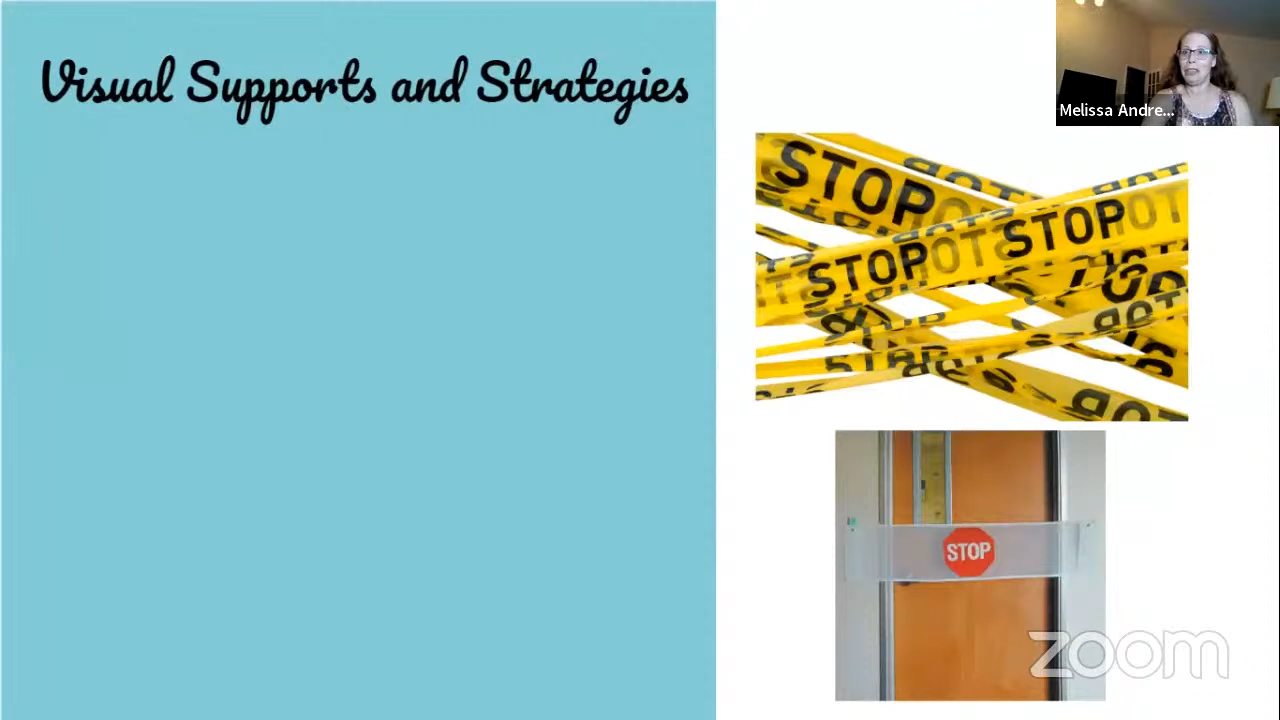 Visual Supports and Strategies
Melissa Andre...
STOP
STOP
STOP
STOP
zoom